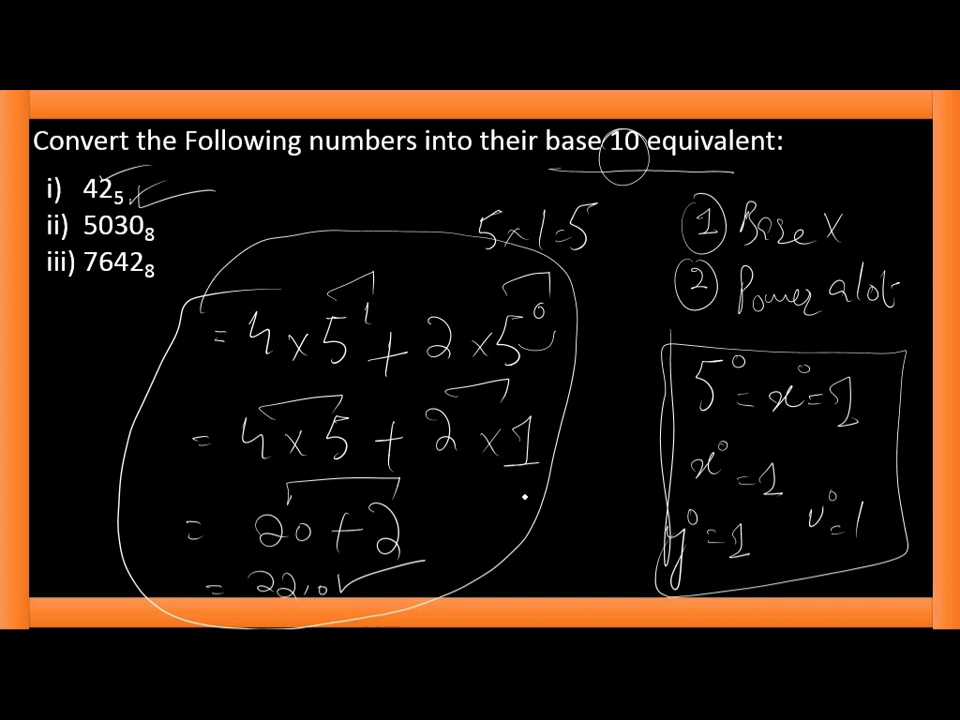 Convert the Following numbers into their base 10 equivalent:
i) 42₅
ii) 5030₈
iii) 7642₈
5 × 1 = 5
① Base X
② Power alot
= 4 × 5¹ + 2 × 5⁰
= 4 × 5 + 2 × 1
= 20 + 2
= 22
5⁰ = x⁰ = 1
x⁰ = 1
y⁰ = 1 v⁰ = 1